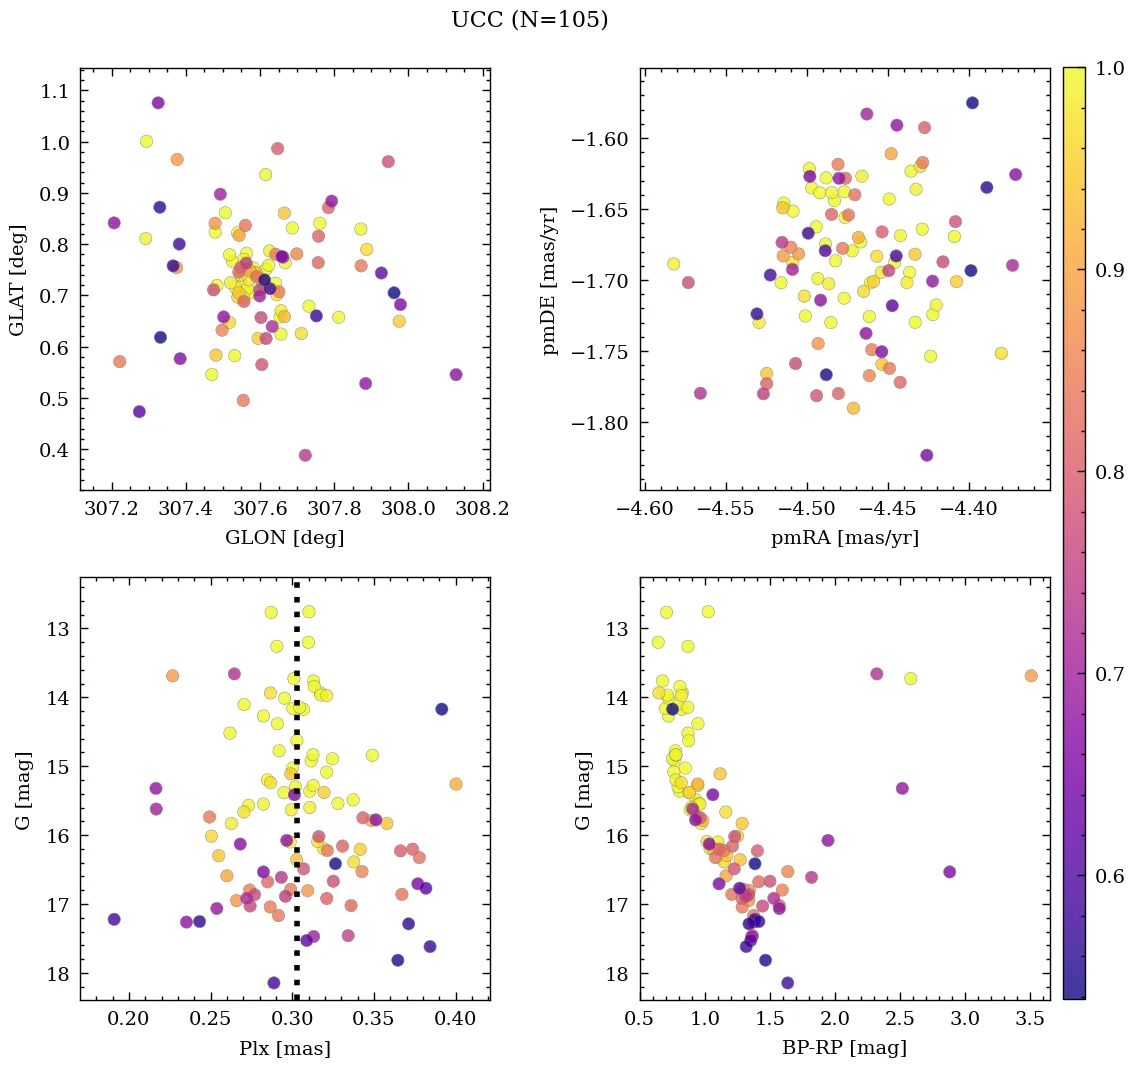 UCC (N=105)
1.1
1.0
0.9
0.8
0.7
0.6
0.5
0.4
GLAT [deg]
307.2 307.4 307.6 307.8 308.0 308.2
GLON [deg]
−1.60
−1.65
−1.70
−1.75
−1.80
pmDE [mas/yr]
−4.60 −4.55 −4.50 −4.45 −4.40
pmRA [mas/yr]
1.0
0.9
0.8
0.7
0.6
13
14
15
16
17
18
G [mag]
0.20 0.25 0.30 0.35 0.40
Plx [mas]
13
14
15
16
17
18
G [mag]
0.5 1.0 1.5 2.0 2.5 3.0 3.5
BP-RP [mag]